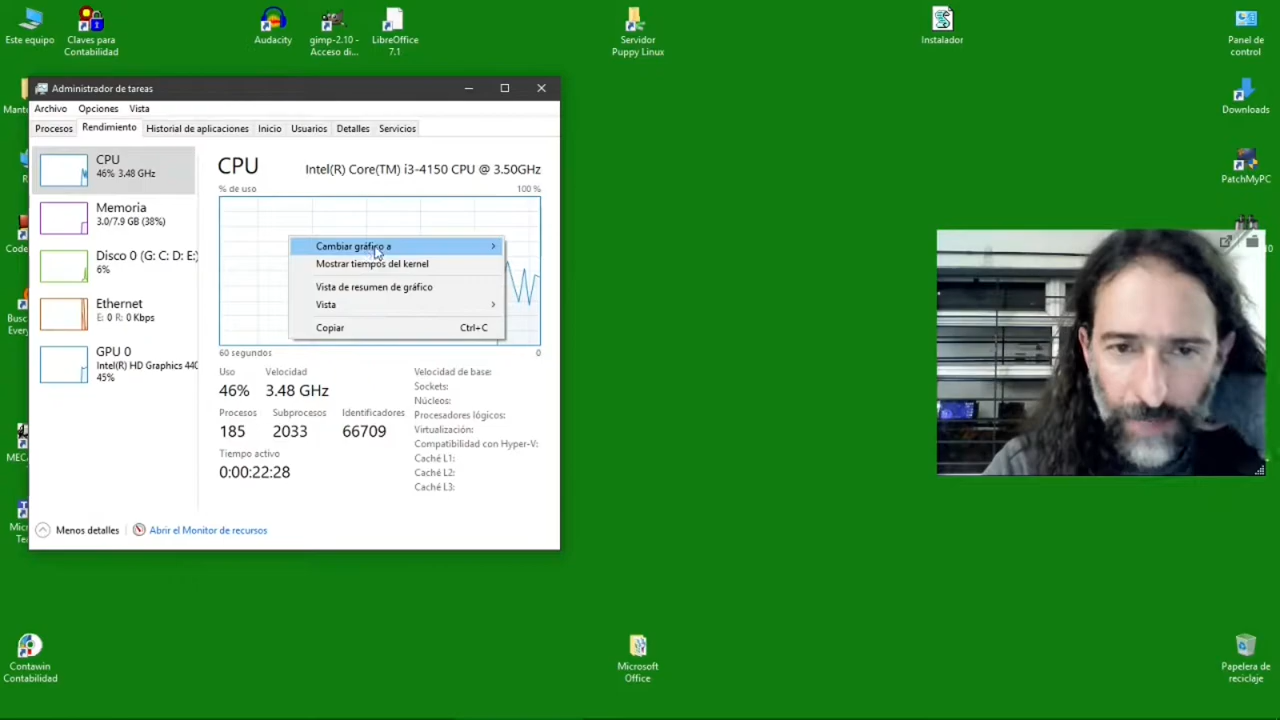 Este equipo
Claves para
Contabilidad
Audacity
gimp-2.10 -
Acceso di...
LibreOffice
7.1
Servidor
Puppy Linux
Instalador
Panel de
control
Downloads
PatchMyPC
Administrador de tareas
Archivo Opciones Vista
Procesos Rendimiento Historial de aplicaciones Inicio Usuarios Detalles Servicios
CPU
46% 3.48 GHz
Memoria
3.0/7.9 GB (38%)
Disco 0 (G: C: D: E:
6%
Ethernet
E: 0 R: 0 Kbps
GPU 0
Intel(R) HD Graphics 440
45%
CPU Intel(R) Core(TM) i3-4150 CPU @ 3.50GHz
% de uso 100 %
Cambiar gráfico a
Mostrar tiempos del kernel
Vista de resumen de gráfico
Vista
Copiar Ctrl+C
60 segundos 0
Uso Velocidad
46% 3.48 GHz
Procesos Subprocesos Identificadores
185 2033 66709
Tiempo activo
0:00:22:28
Velocidad de base:
Sockets:
Núcleos:
Procesadores lógicos:
Virtualización:
Compatibilidad con Hyper-V:
Caché L1:
Caché L2:
Caché L3:
Menos detalles Abrir el Monitor de recursos
Contawin
Contabilidad
Microsoft
Office
Papelera de
reciclaje